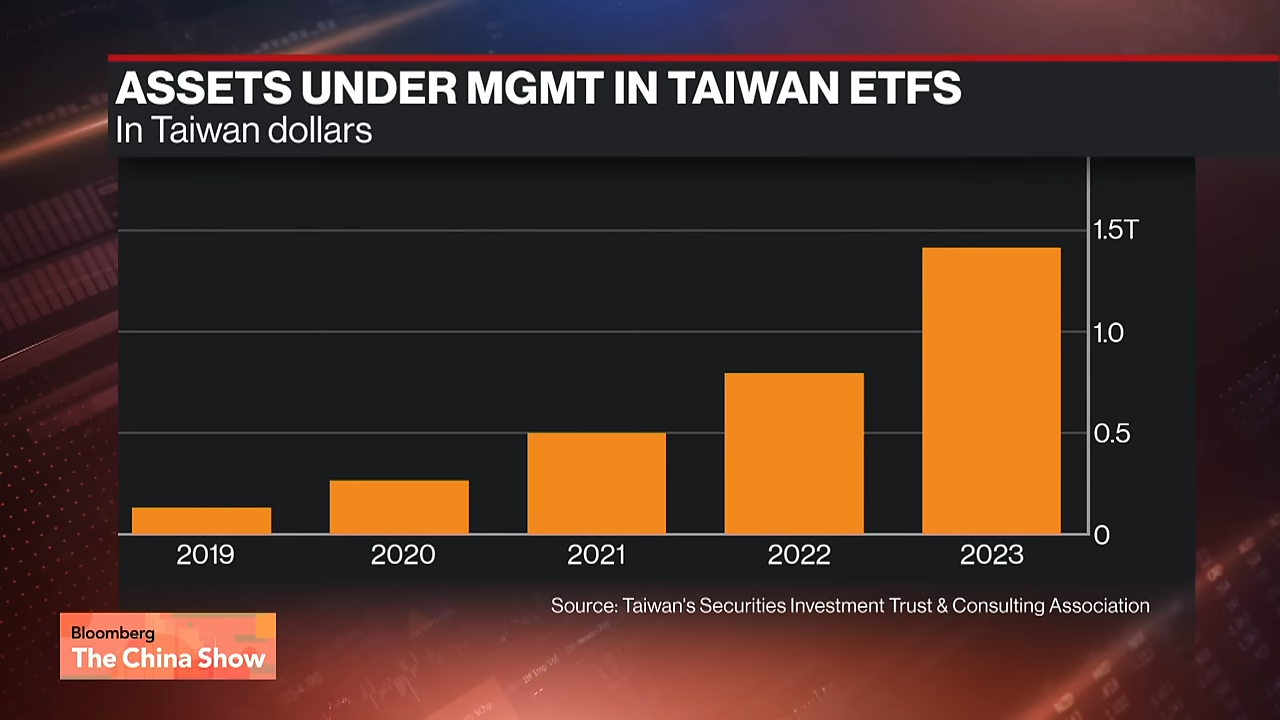 ASSETS UNDER MGMT IN TAIWAN ETFS
In Taiwan dollars
1.5T
1.0
0.5
0
2019 2020 2021 2022 2023
Source: Taiwan's Securities Investment Trust & Consulting Association
Bloomberg
The China Show